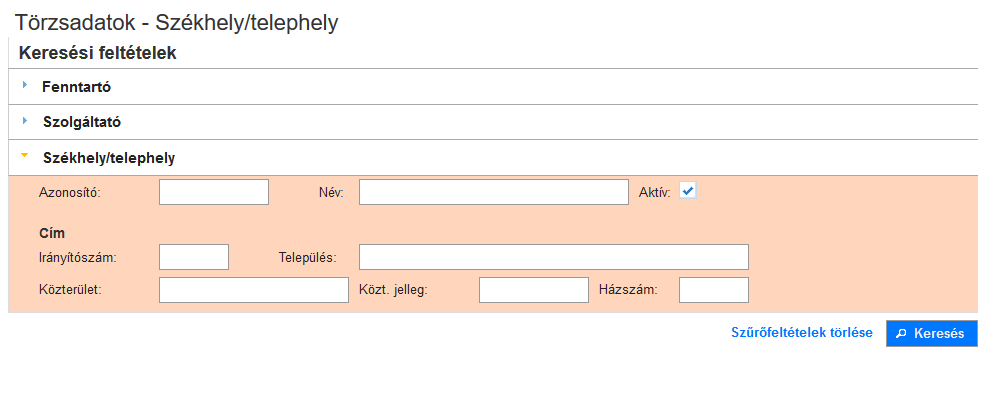 Törzsadatok - Székhely/telephely
Keresési feltételek
Fenntartó
Szolgáltató
Székhely/telephely
Azonosító: Név: Aktív:
Cím
Irányítószám: Település:
Közterület: Közt. jelleg: Házszám:
Szűrőfeltételek törlése Keresés